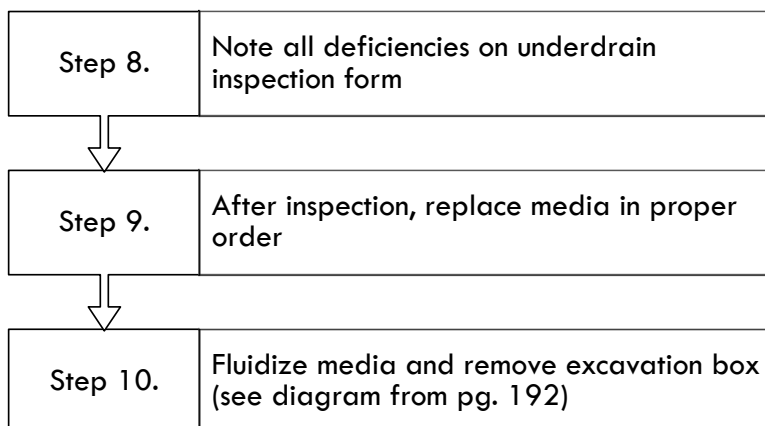 Step 8.
Note all deficiencies on underdrain
inspection form
Step 9.
After inspection, replace media in proper
order
Step 10.
Fluidize media and remove excavation box
(see diagram from pg. 192)